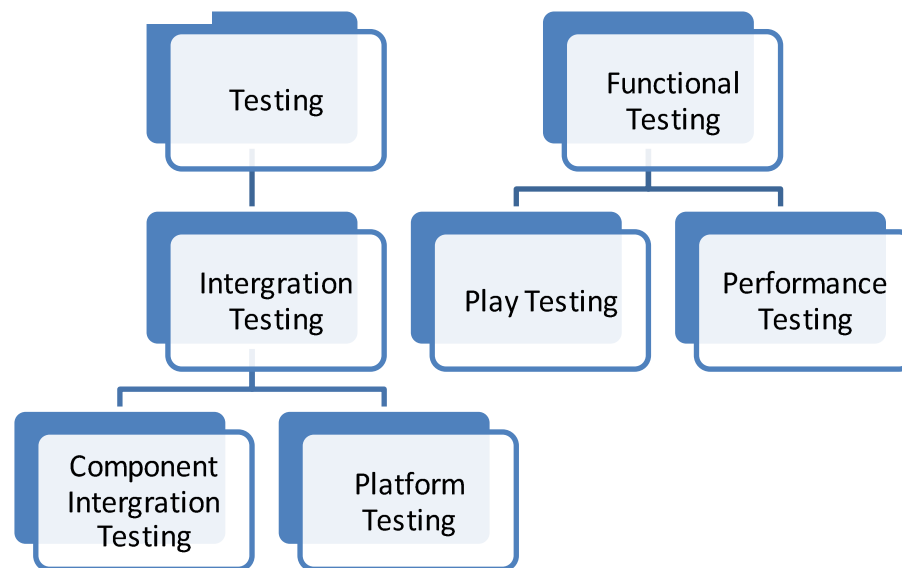 Testing
Functional
Testing
Intergration
Testing
Play Testing
Performance
Testing
Component
Intergration
Testing
Platform
Testing